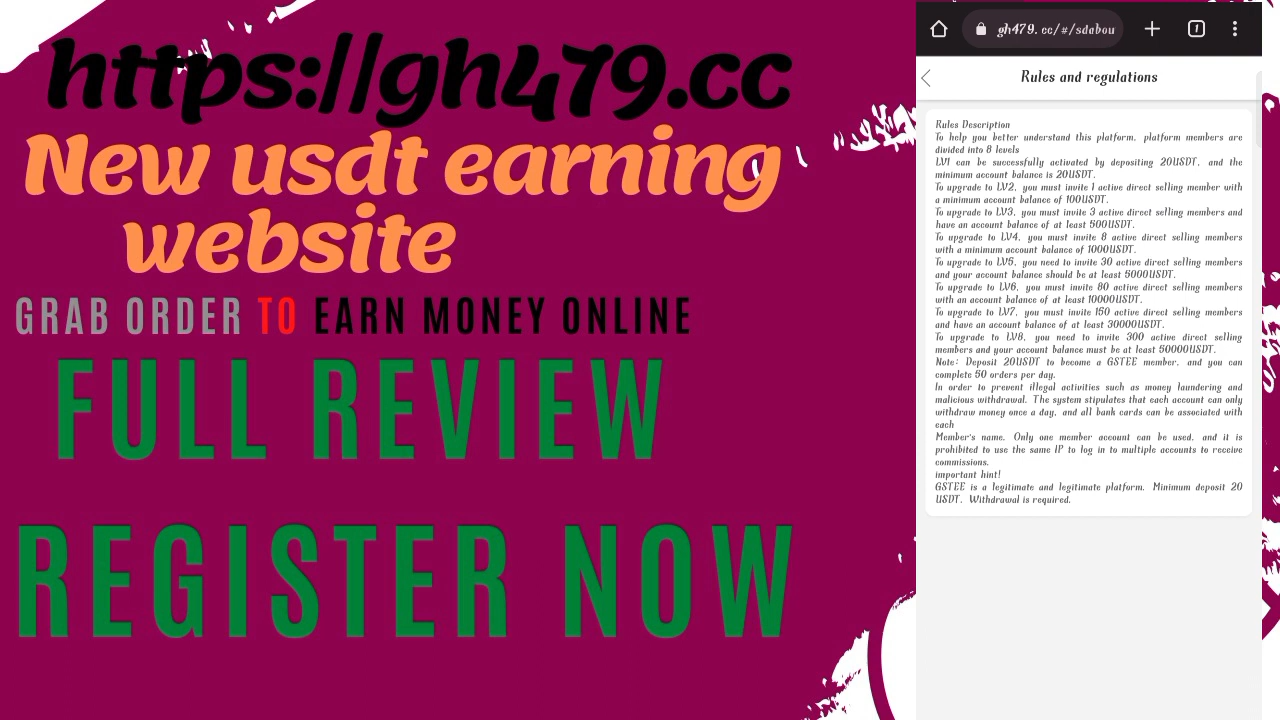 https://gh479.cc
New usdt earning
website
GRAB ORDER TO EARN MONEY ONLINE
FULL REVIEW
REGISTER NOW
gh479.cc/#/sdabou
1
Rules and regulations
Rules Description
To help you better understand this platform, platform members are
divided into 8 levels
LV1 can be successfully activated by depositing 20USDT, and the
minimum account balance is 20USDT.
To upgrade to LV2, you must invite 1 active direct selling member with
a minimum account balance of 100USDT.
To upgrade to LV3, you must invite 3 active direct selling members and
have an account balance of at least 500USDT.
To upgrade to LV4, you must invite 8 active direct selling members
with a minimum account balance of 1000USDT.
To upgrade to LV5, you need to invite 30 active direct selling members
and your account balance should be at least 5000USDT.
To upgrade to LV6, you must invite 80 active direct selling members
with an account balance of at least 10000USDT.
To upgrade to LV7, you must invite 160 active direct selling members
and have an account balance of at least 30000USDT.
To upgrade to LV8, you need to invite 300 active direct selling
members and your account balance must be at least 50000USDT.
Note: Deposit 20USDT to become a GSTEE member, and you can
complete 50 orders per day.
In order to prevent illegal activities such as money laundering and
malicious withdrawal. The system stipulates that each account can only
withdraw money once a day, and all bank cards can be associated with
each
Member's name. Only one member account can be used, and it is
prohibited to use the same IP to log in to multiple accounts to receive
commissions.
important hint!
GSTEE is a legitimate and legitimate platform. Minimum deposit 20
USDT. Withdrawal is required.